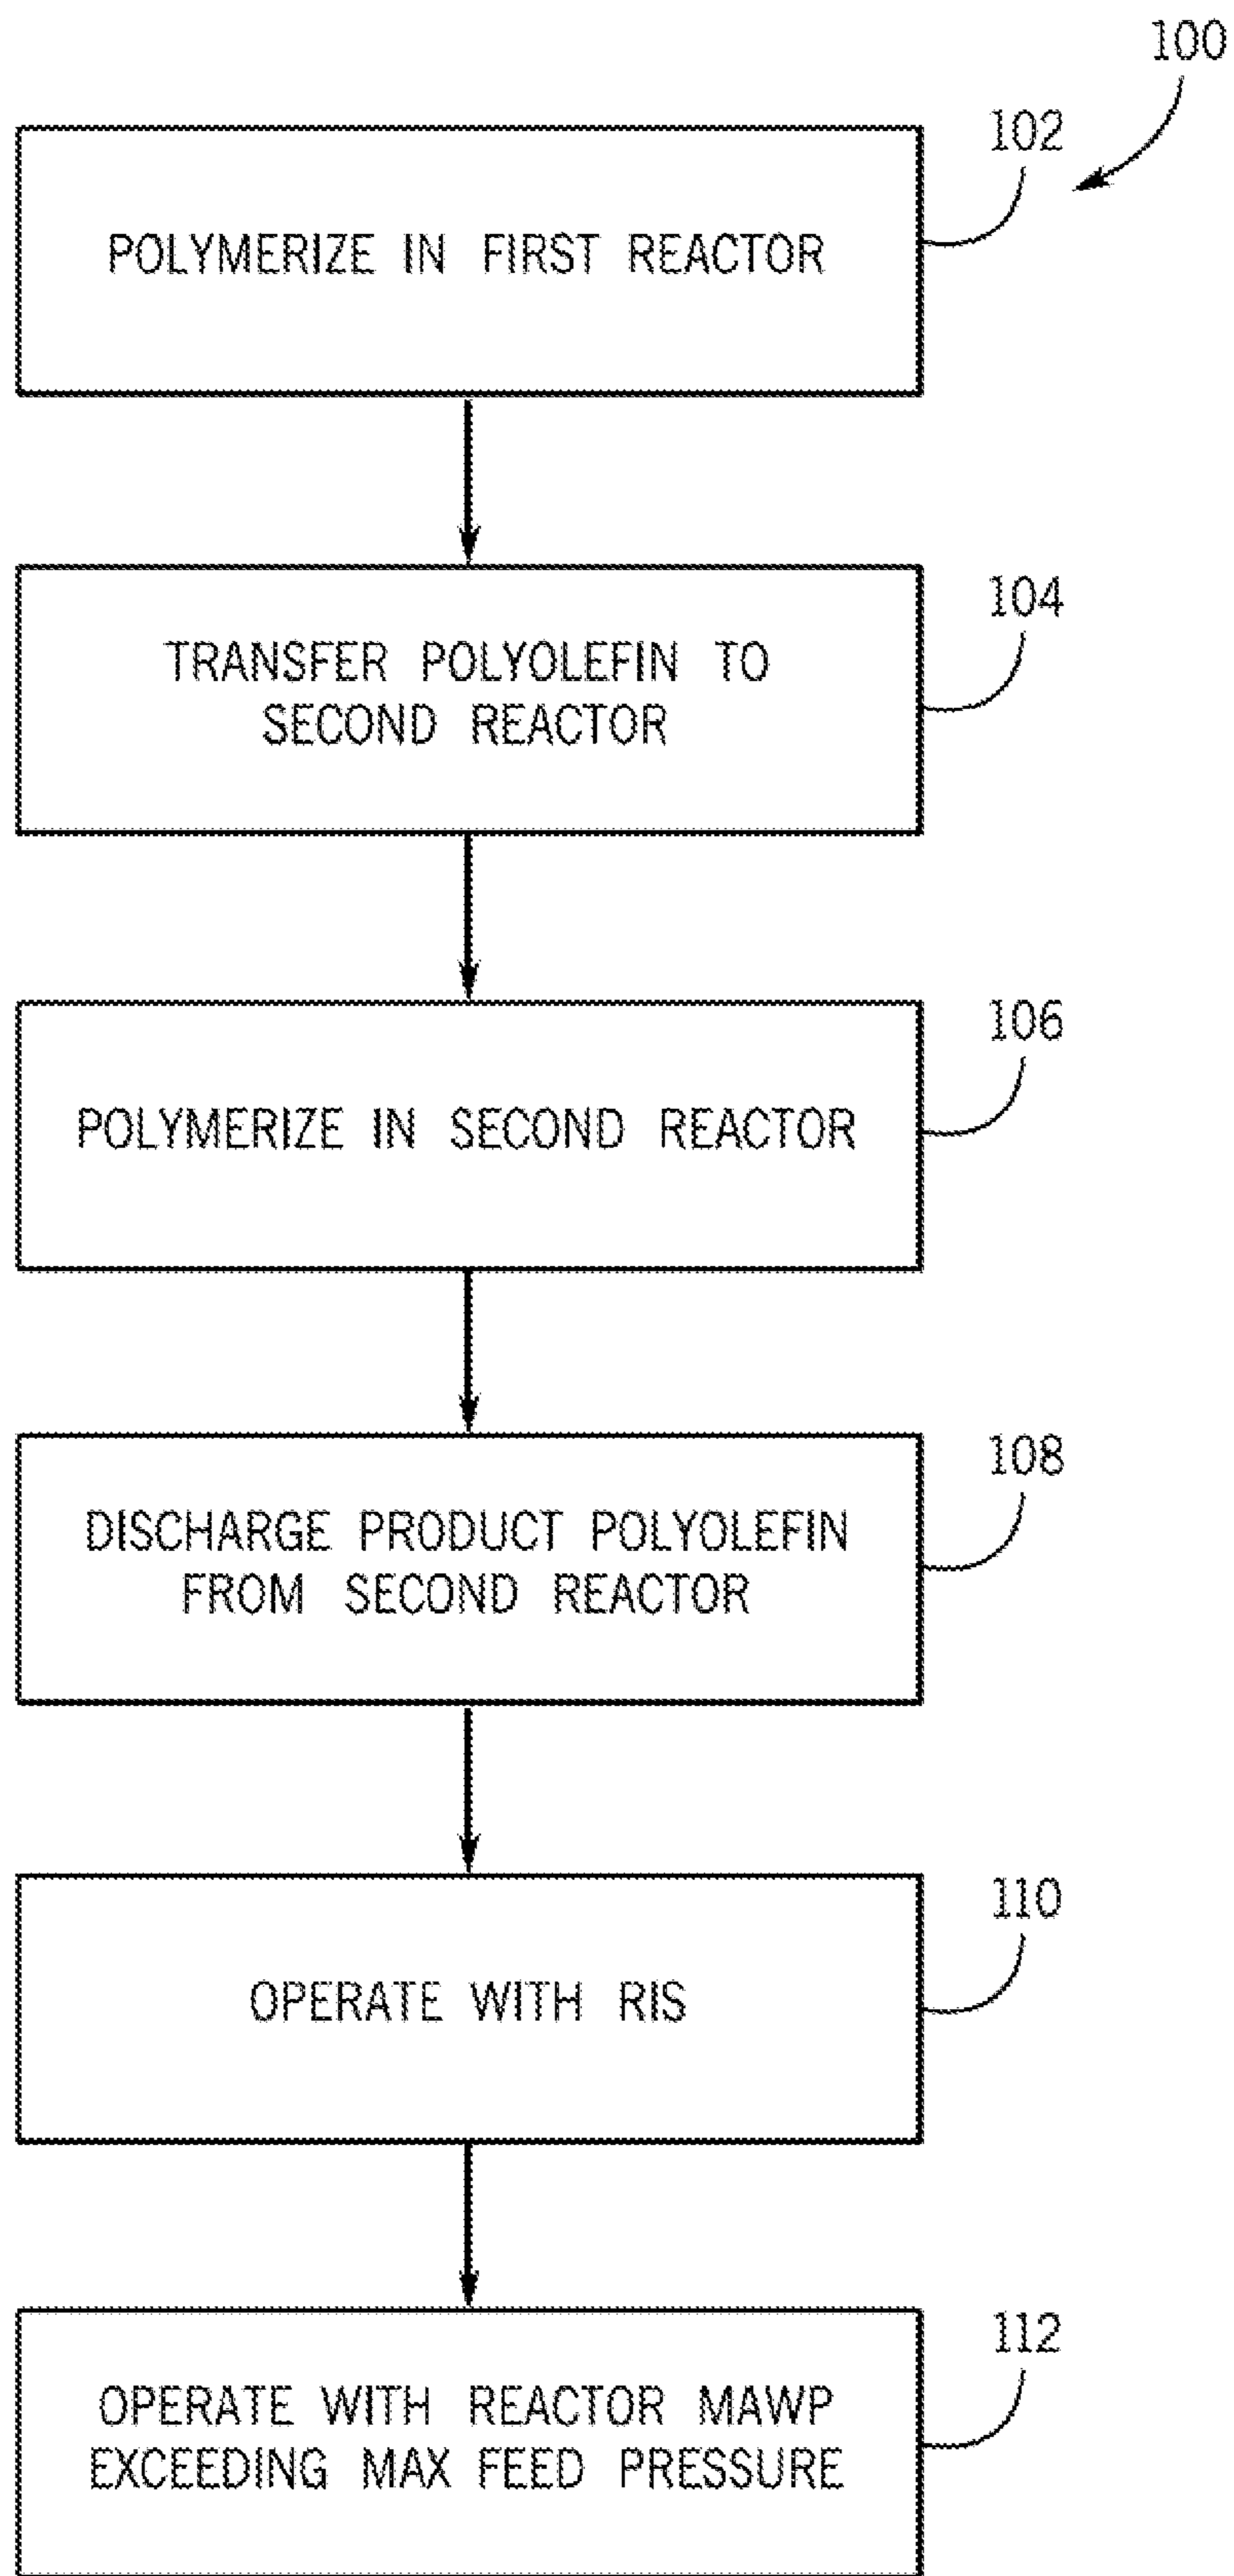 100
102
POLYMERIZE IN FIRST REACTOR
104
TRANSFER POLYOLEFIN TO
SECOND REACTOR
106
POLYMERIZE IN SECOND REACTOR
108
DISCHARGE PRODUCT POLYOLEFIN
FROM SECOND REACTOR
110
OPERATE WITH RIS
112
OPERATE WITH REACTOR MAWP
EXCEEDING MAX FEED PRESSURE